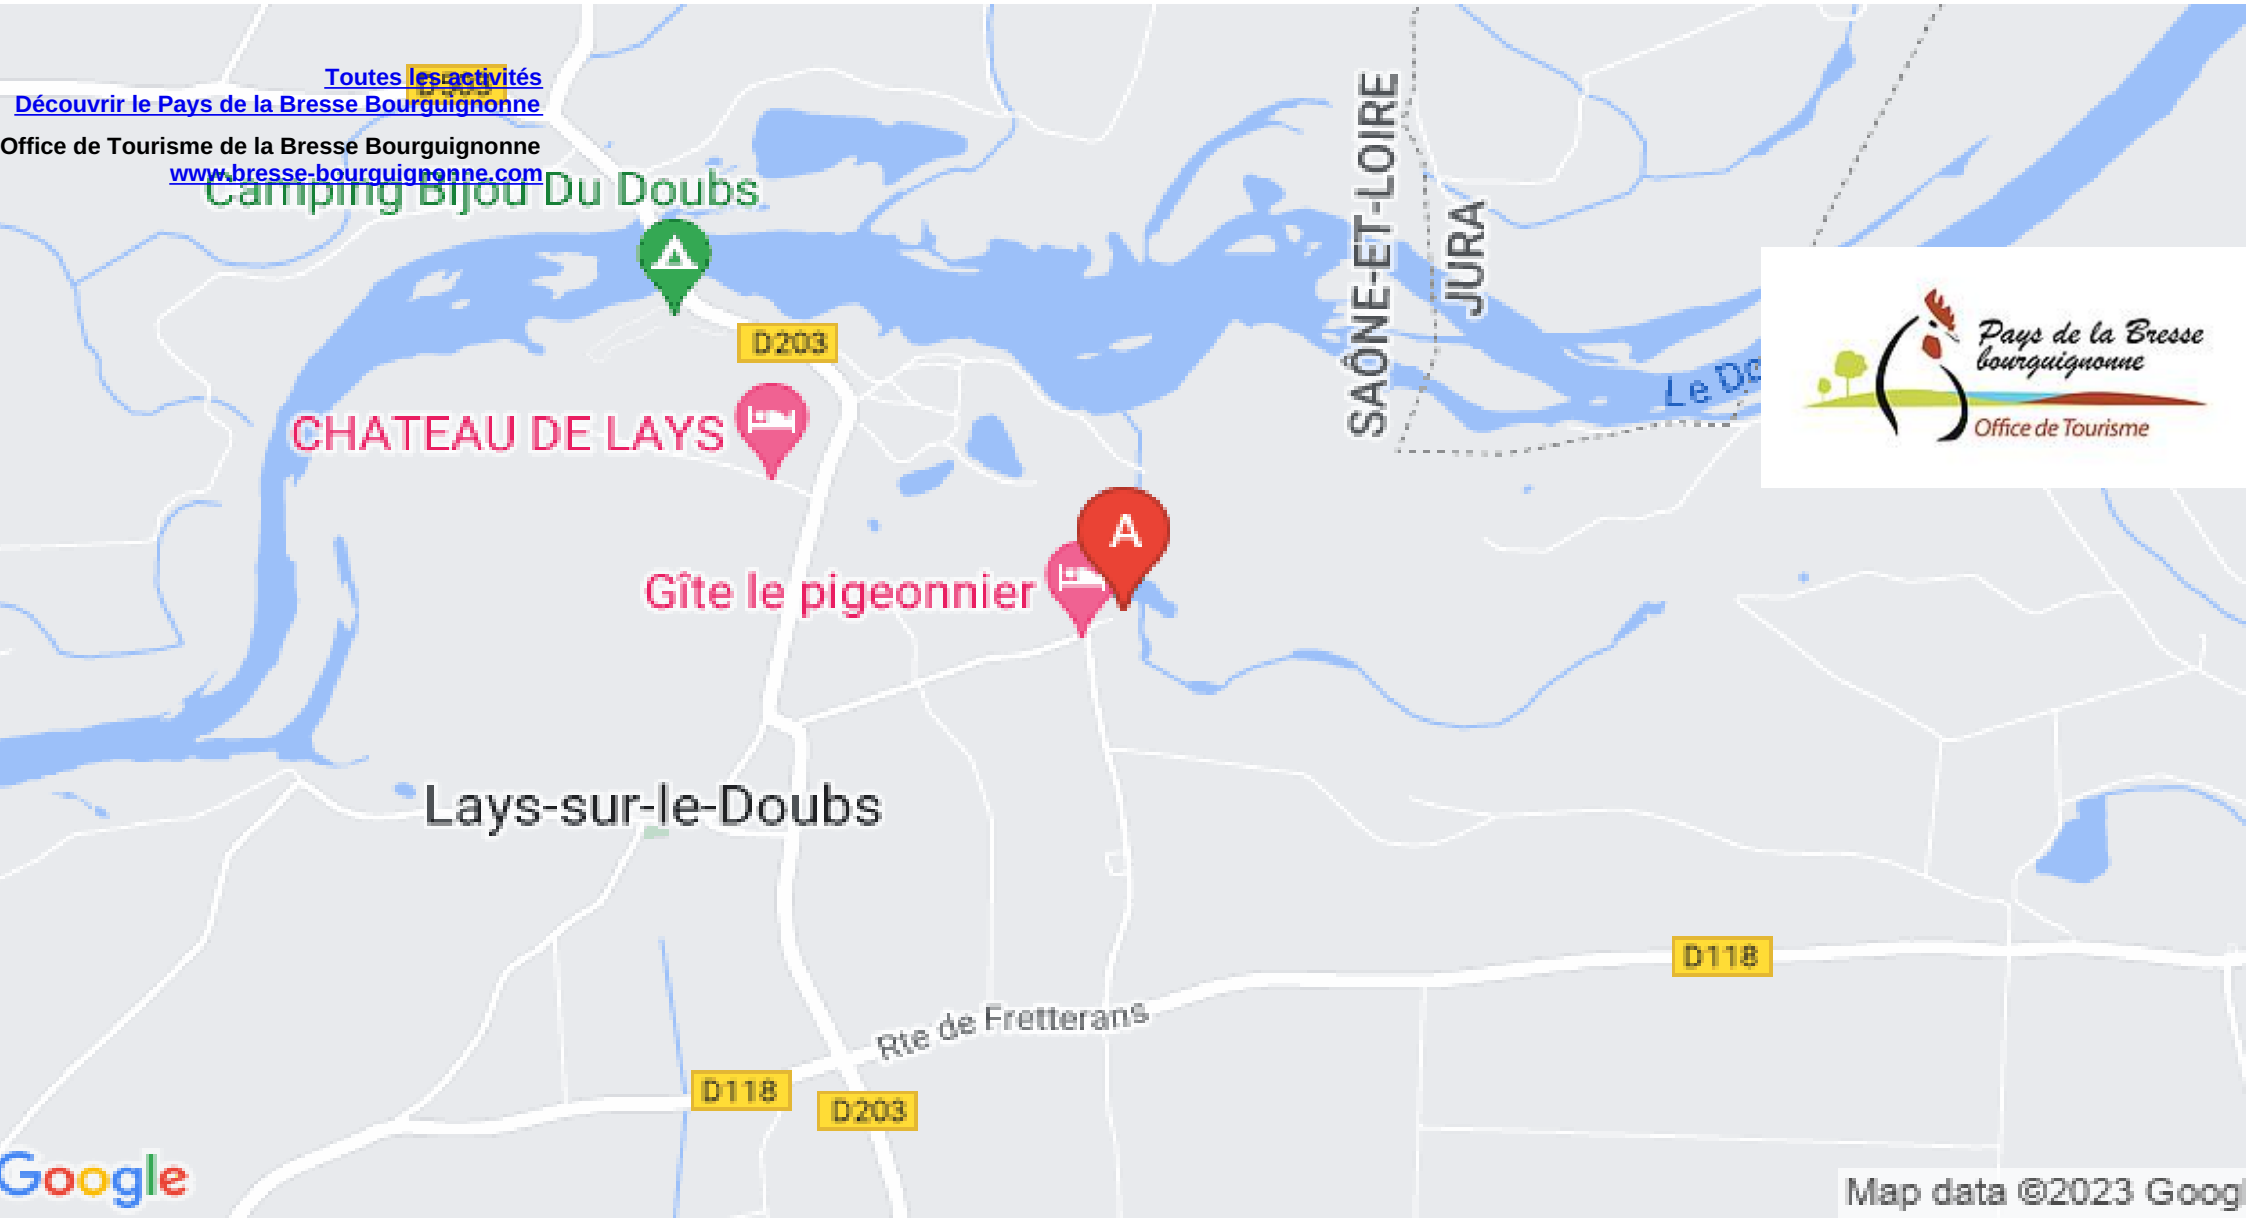 Toutes les activités
Découvrir le Pays de la Bresse Bourguignonne
Office de Tourisme de la Bresse Bourguignonne
www.bresse-bourguignonne.com
Camping Bijou Du Doubs
SAÔNE-ET-LOIRE
JURA
D203
Le Do
Pays de la Bresse
bourguignonne
Office de Tourisme
CHATEAU DE LAYS
A
Gîte le pigeonnier
Lays-sur-le-Doubs
D118
Rte de Fretterans
D118
D203
Google
Map data ©2023 Googl